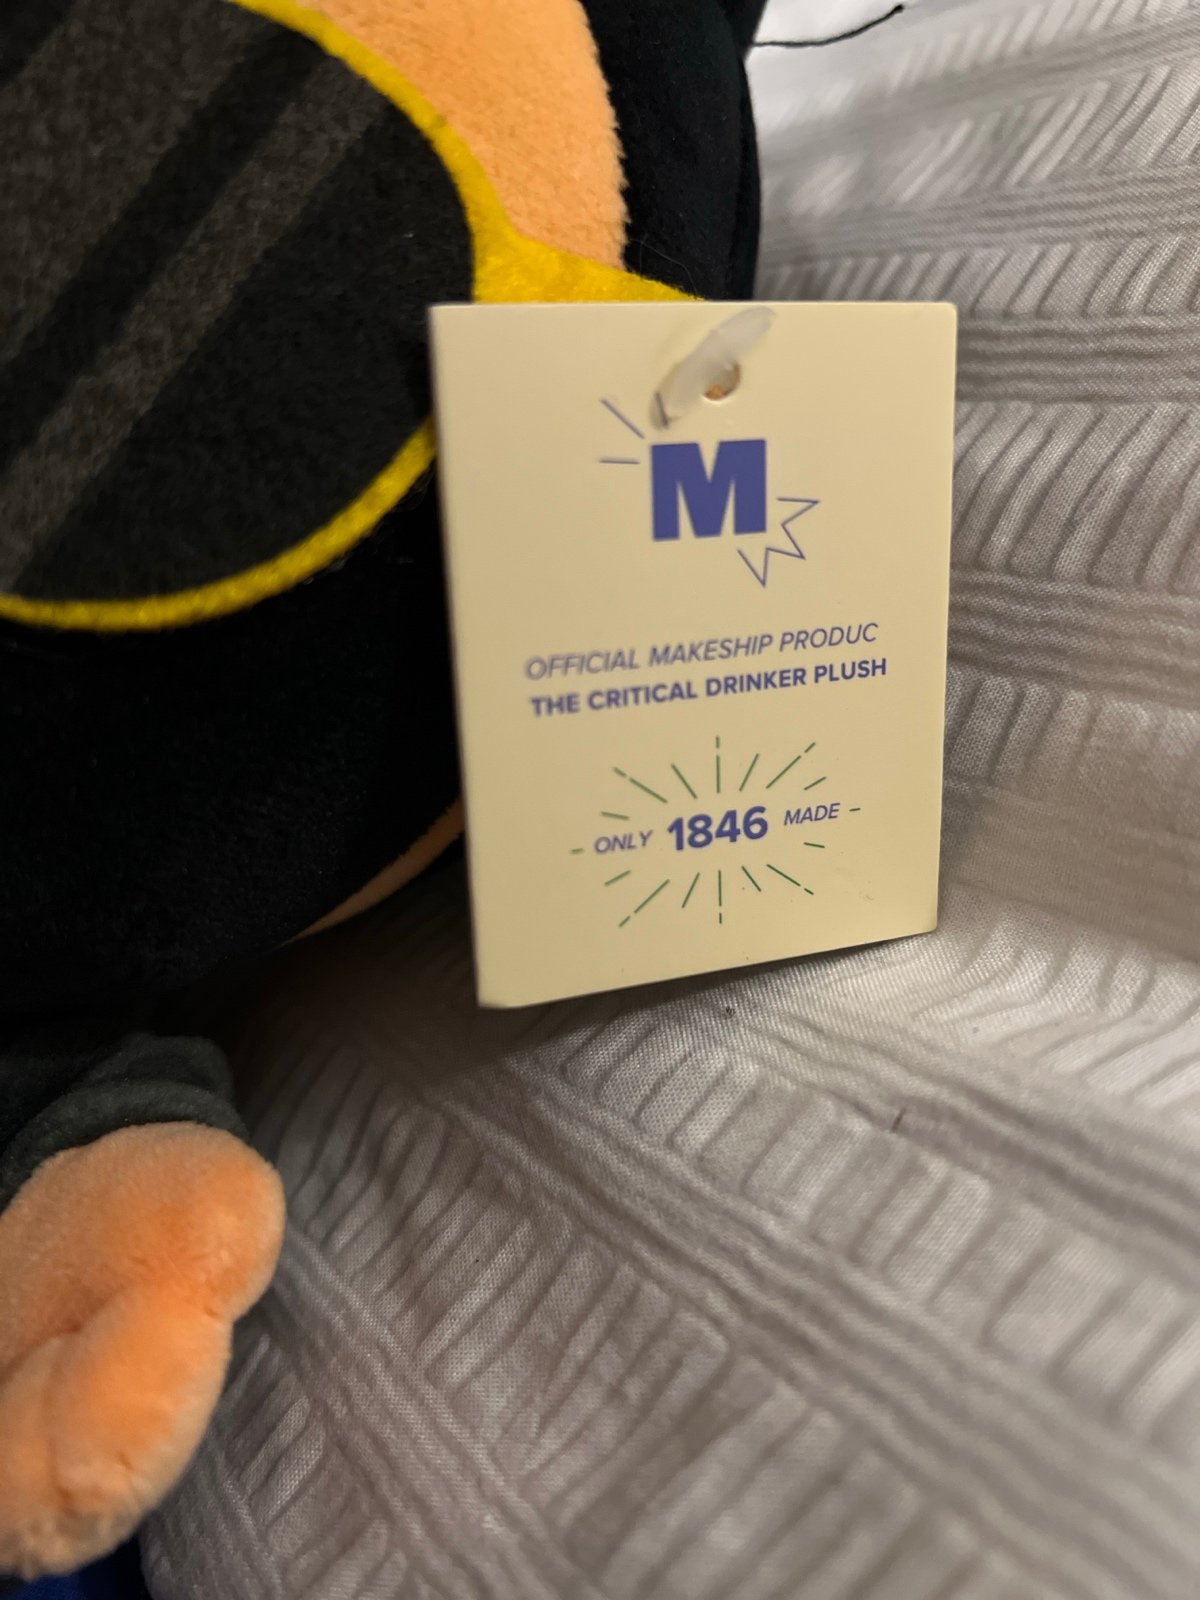 M
OFFICIAL MAKESHIP PRODUC
THE CRITICAL DRINKER PLUSH
- ONLY 1846 MADE -